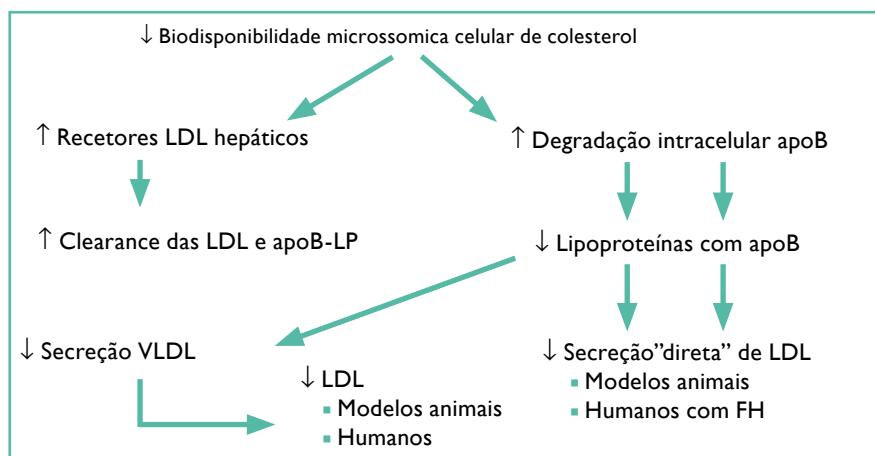 ↓ Biodisponibilidade microssomica celular de colesterol
↑ Recetores LDL hepáticos
↑ Degradação intracelular apoB
↑ Clearance das LDL e apoB-LP
↓ Lipoproteínas com apoB
↓ Secreção VLDL
↓ LDL
▪ Modelos animais
▪ Humanos
↓ Secreção”direta” de LDL
▪ Modelos animais
▪ Humanos com FH